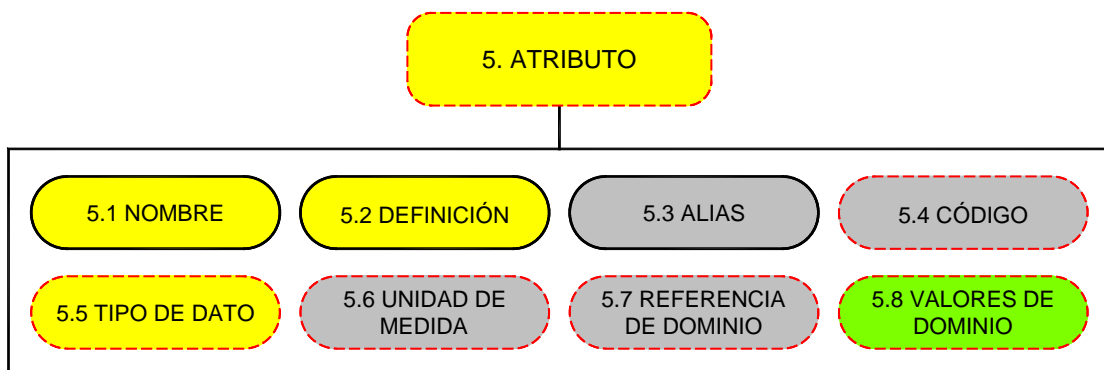 5. ATRIBUTO
5.1 NOMBRE
5.2 DEFINICIÓN
5.3 ALIAS
5.4 CÓDIGO
5.5 TIPO DE DATO
5.6 UNIDAD DE
MEDIDA
5.7 REFERENCIA
DE DOMINIO
5.8 VALORES DE
DOMINIO